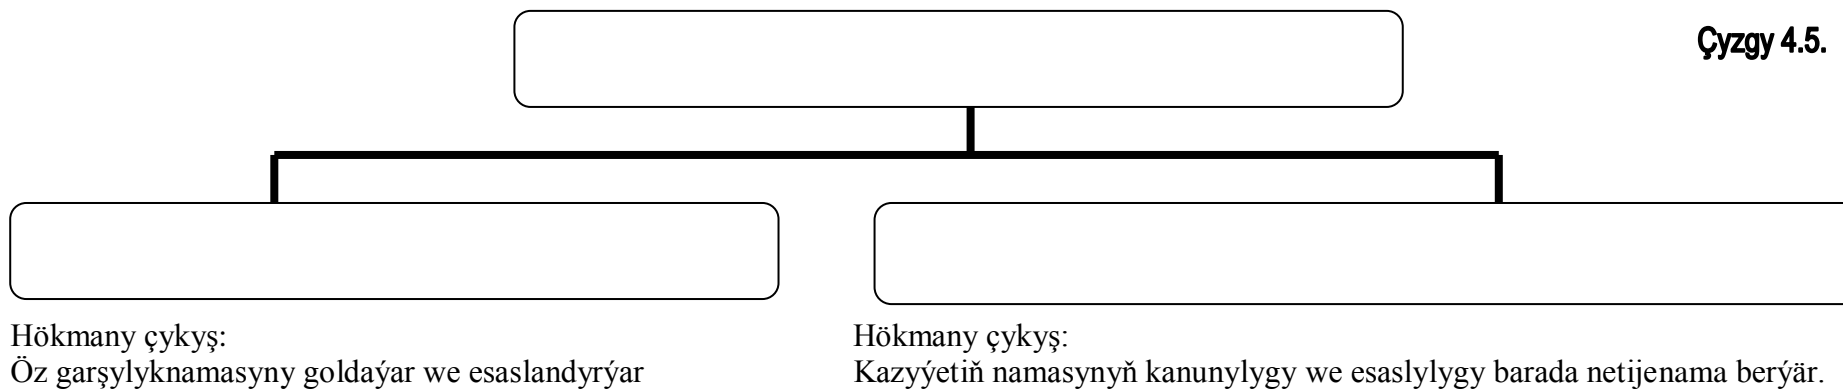 Çyzgy 4.5.
Hökmany çykyş:
Öz garşylyknamasyny goldaýar we esaslandyrýar
Hökmany çykyş:
Kazyýetiň namasynyň kanunylygy we esaslylygy barada netijenama berýär.